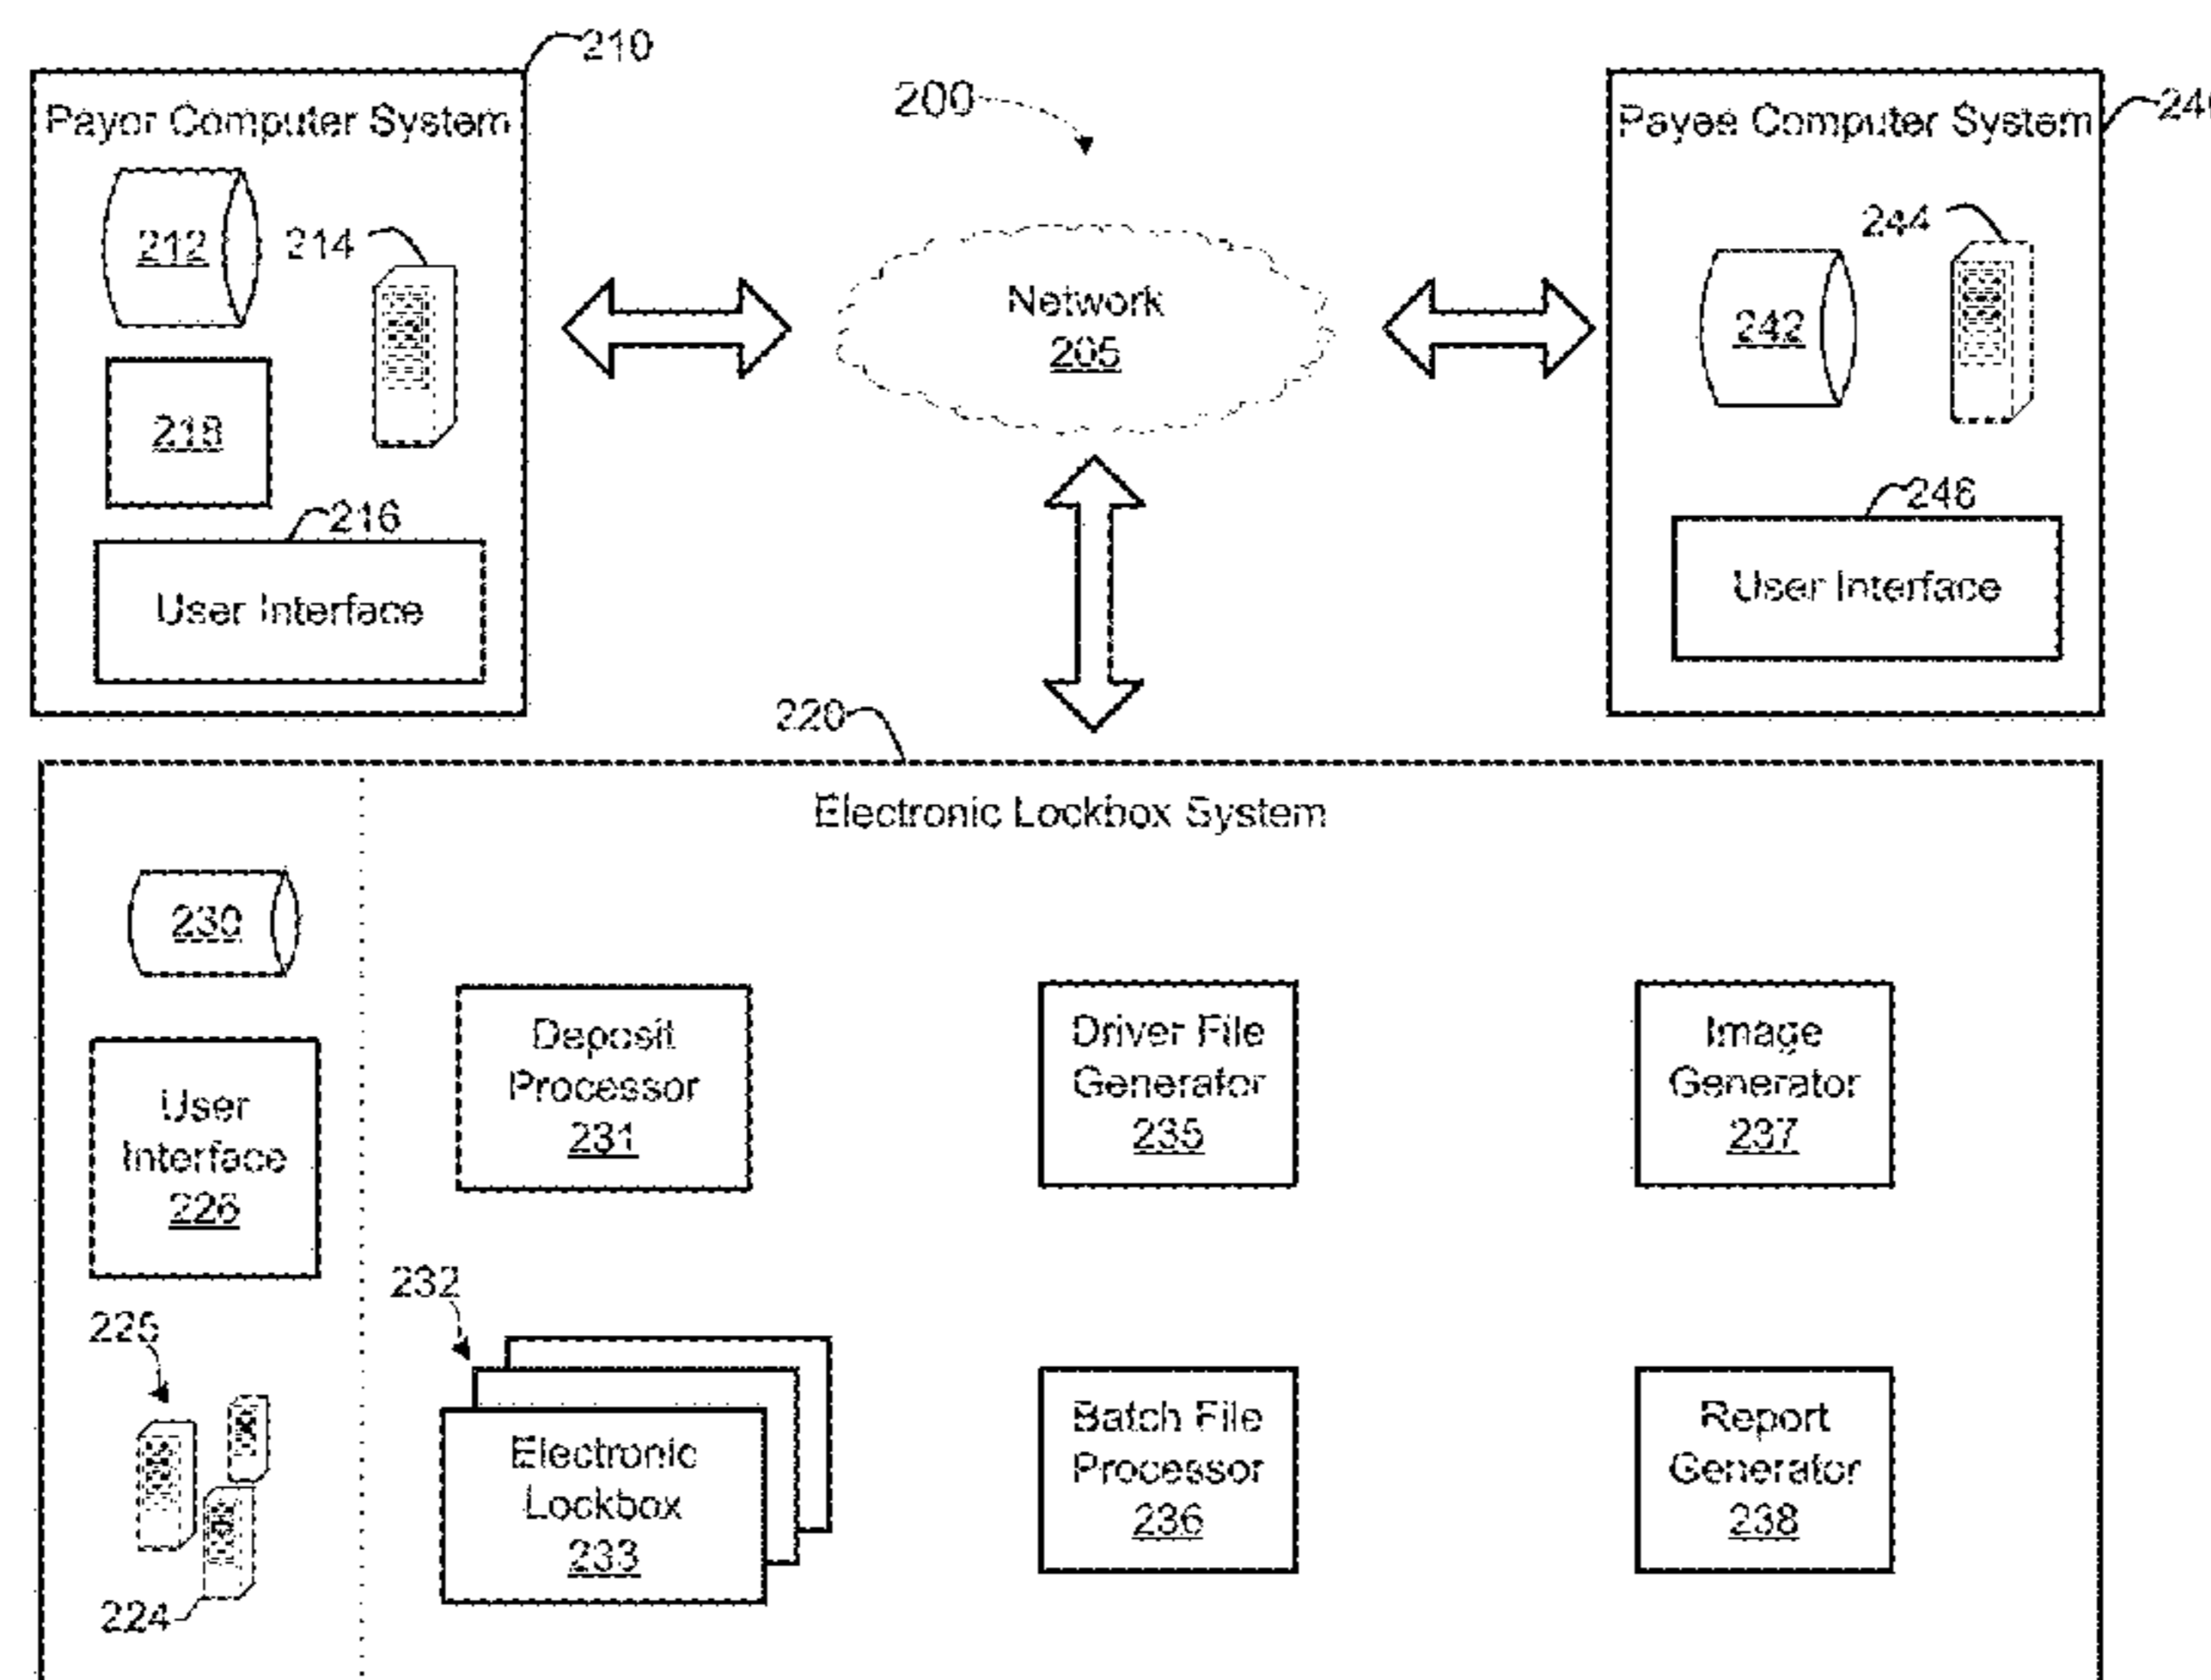 210
200
Payor Computer System
Payee Computer System
212
214
244
Network
205
242
218
216
246
User Interface
User Interface
220
Electronic Lockbox System
230
Deposit
Processor
231
Driver File
Generator
235
Image
Generator
237
User
Interface
226
232
225
Electronic
Lockbox
233
Batch File
Processor
236
Report
Generator
238
224